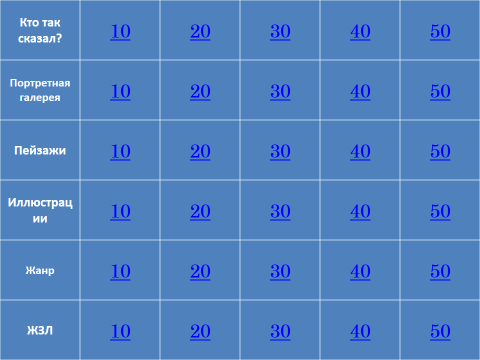 Кто так
сказал?
10 20 30 40 50
Портретная
галерея
10 20 30 40 50
Пейзажи 10 20 30 40 50
Иллюстрац
ии
10 20 30 40 50
Жанр 10 20 30 40 50
ЖЗЛ 10 20 30 40 50